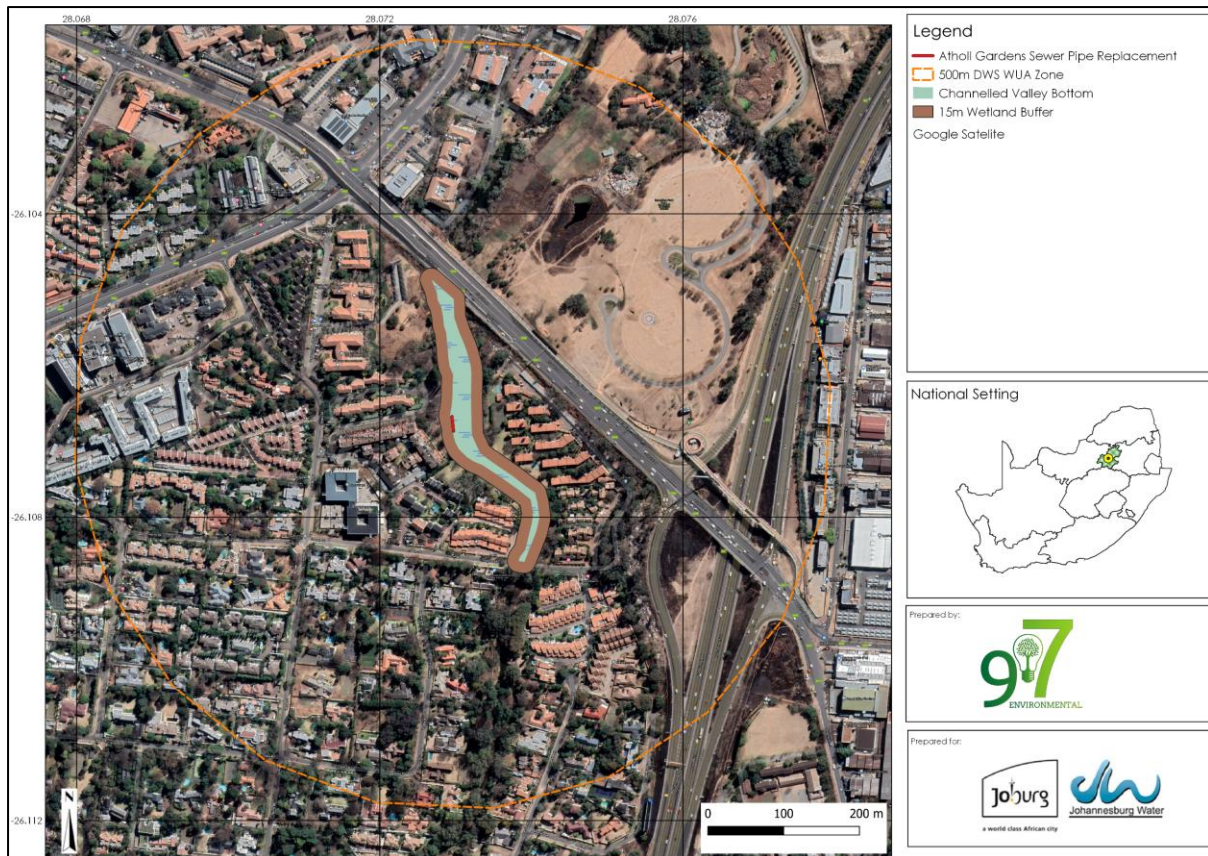 28.068
28.072
28.076
-26.104
-26.108
-26.112
N
0
100
200 m
Legend
Atholl Gardens Sewer Pipe Replacement
500m DWS WUA Zone
Channelled Valley Bottom
15m Wetland Buffer
Google Satelite
National Setting
Prepared by:
907
ENVIRONMENTAL
Prepared for:
Joburg
a world class African city
Johannesburg Water